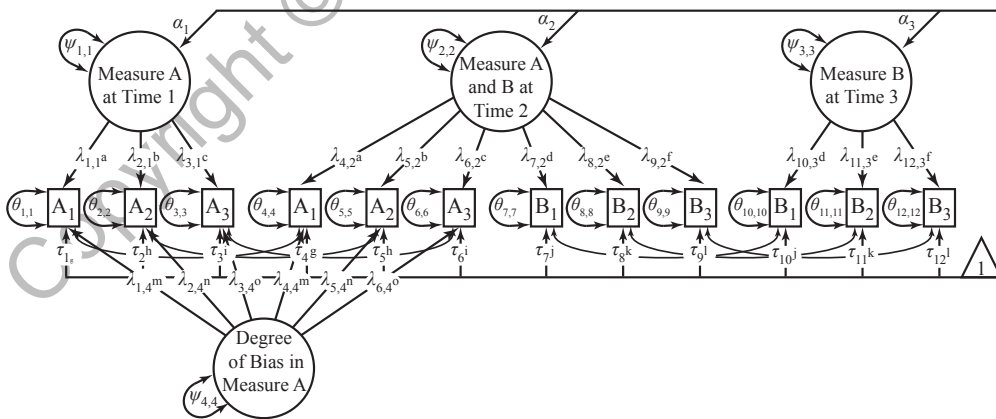 α1 α2 α3
ψ1,1 ψ2,2 ψ3,3
Measure A
at Time 1
Measure A
and B at
Time 2
Measure B
at Time 3
λ1,1a λ2,1b λ3,1c λ4,2a λ5,2b λ6,2c λ7,2d λ8,2e λ9,2f λ10,3d λ11,3e λ12,3f
θ1,1 A1 θ2,2 A2 θ3,3 A3 θ4,4 A1 θ5,5 A2 θ6,6 A3 θ7,7 B1 θ8,8 B2 θ9,9 B3 θ10,10 B1 θ11,11 B2 θ12,12 B3
τ1g τ2h τ3i τ4g τ5h τ6i τ7j τ8k τ9l τ10j τ11k τ12l
1
λ1,4m λ2,4n λ3,4o λ4,4m λ5,4n λ6,4o
Degree
of Bias in
Measure A
ψ4,4
Copyright ©